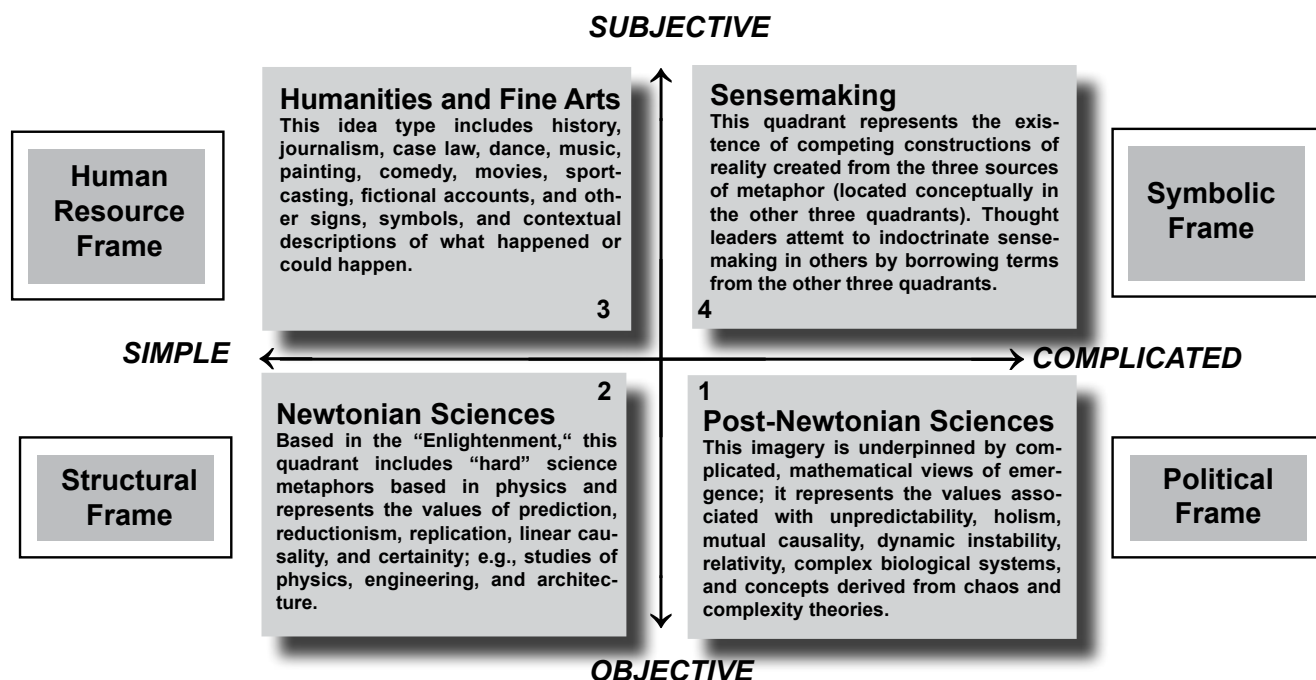 SUBJECTIVE
Humanities and Fine Arts
This idea type includes history,
journalism, case law, dance, music,
painting, comedy, movies, sport-
casting, fictional accounts, and oth-
er signs, symbols, and contextual
descriptions of what happened or
could happen.
3
Sensemaking
This quadrant represents the exis-
tence of competing constructions of
reality created from the three sources
of metaphor (located conceptually in
the other three quadrants). Thought
leaders attemt to indoctrinate sense-
making in others by borrowing terms
from the other three quadrants.
4
Human
Resource
Frame
Symbolic
Frame
SIMPLE
COMPLICATED
2
Newtonian Sciences
Based in the “Enlightenment,“ this
quadrant includes “hard” science
metaphors based in physics and
represents the values of prediction,
reductionism, replication, linear cau-
sality, and certainity; e.g., studies of
physics, engineering, and architec-
ture.
1
Post-Newtonian Sciences
This imagery is underpinned by com-
plicated, mathematical views of emer-
gence; it represents the values asso-
ciated with unpredictability, holism,
mutual causality, dynamic instability,
relativity, complex biological systems,
and concepts derived from chaos and
complexity theories.
Structural
Frame
Political
Frame
OBJECTIVE